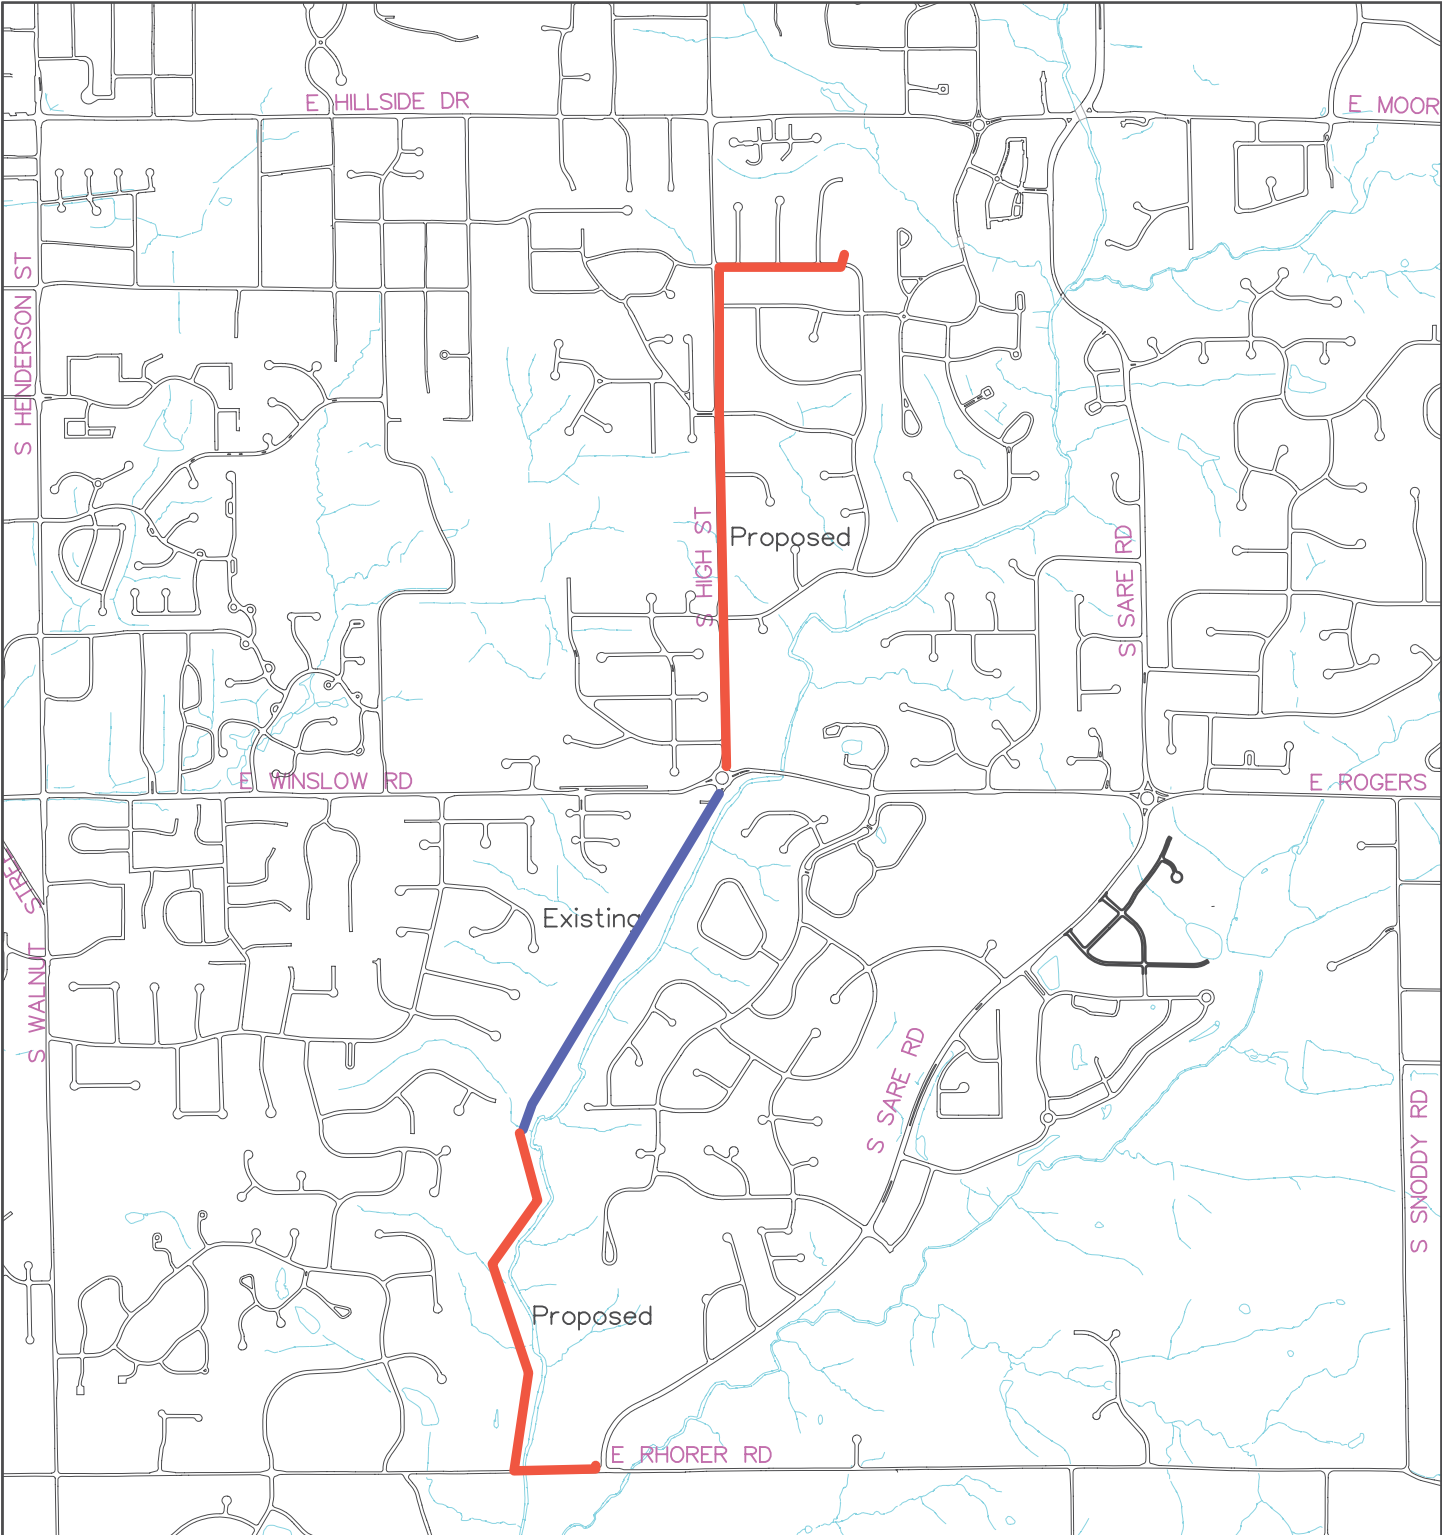 E HILLSIDE DR
E MOOR
S HENDERSON ST
Proposed
S HIGH ST
S SARE RD
E WINSLOW RD
E ROGERS
STRE
Existing
S WALNUT
S SARE RD
S SNODDY RD
Proposed
E RHORER RD